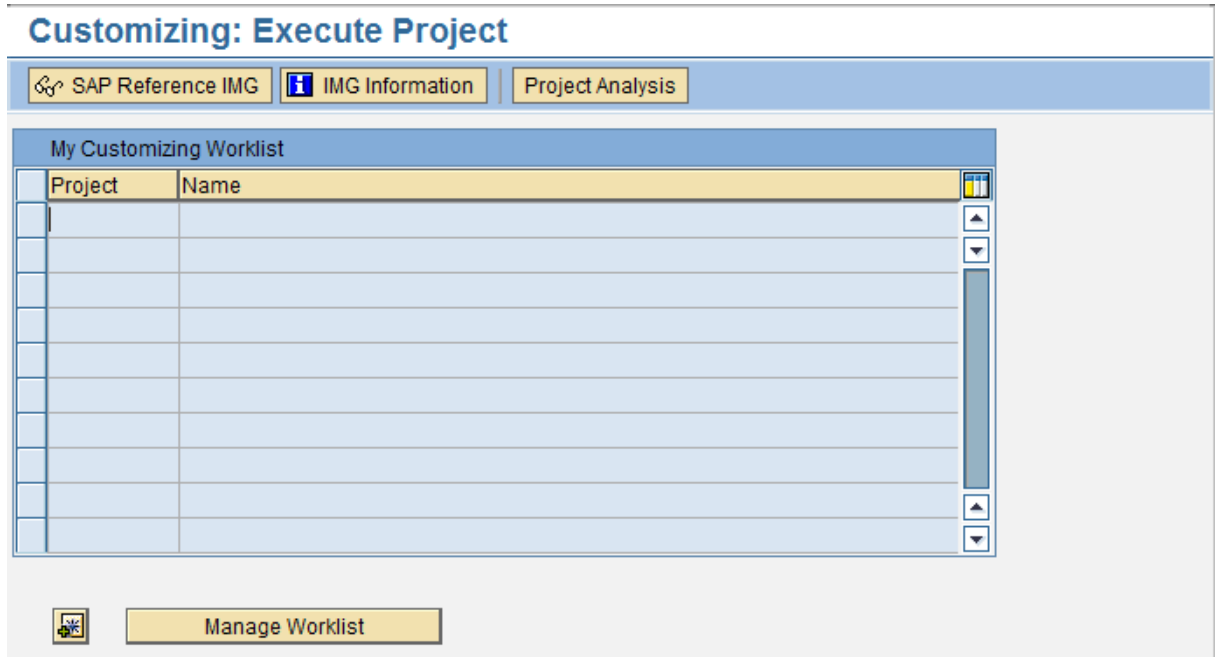 Customizing: Execute Project
SAP Reference IMG IMG Information Project Analysis
My Customizing Worklist
Project Name
Manage Worklist